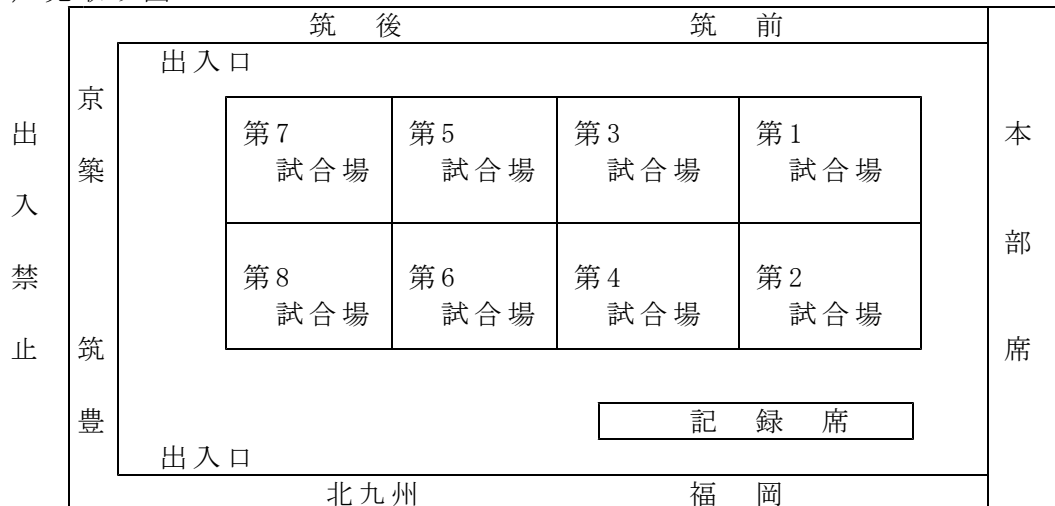 筑 後 筑 前
出入口
京築
出入禁止
第7 第5 第3 第1
試合場 試合場 試合場 試合場
本部席
第8 第6 第4 第2
試合場 試合場 試合場 試合場
筑豊
記 録 席
出入口
北九州 福 岡